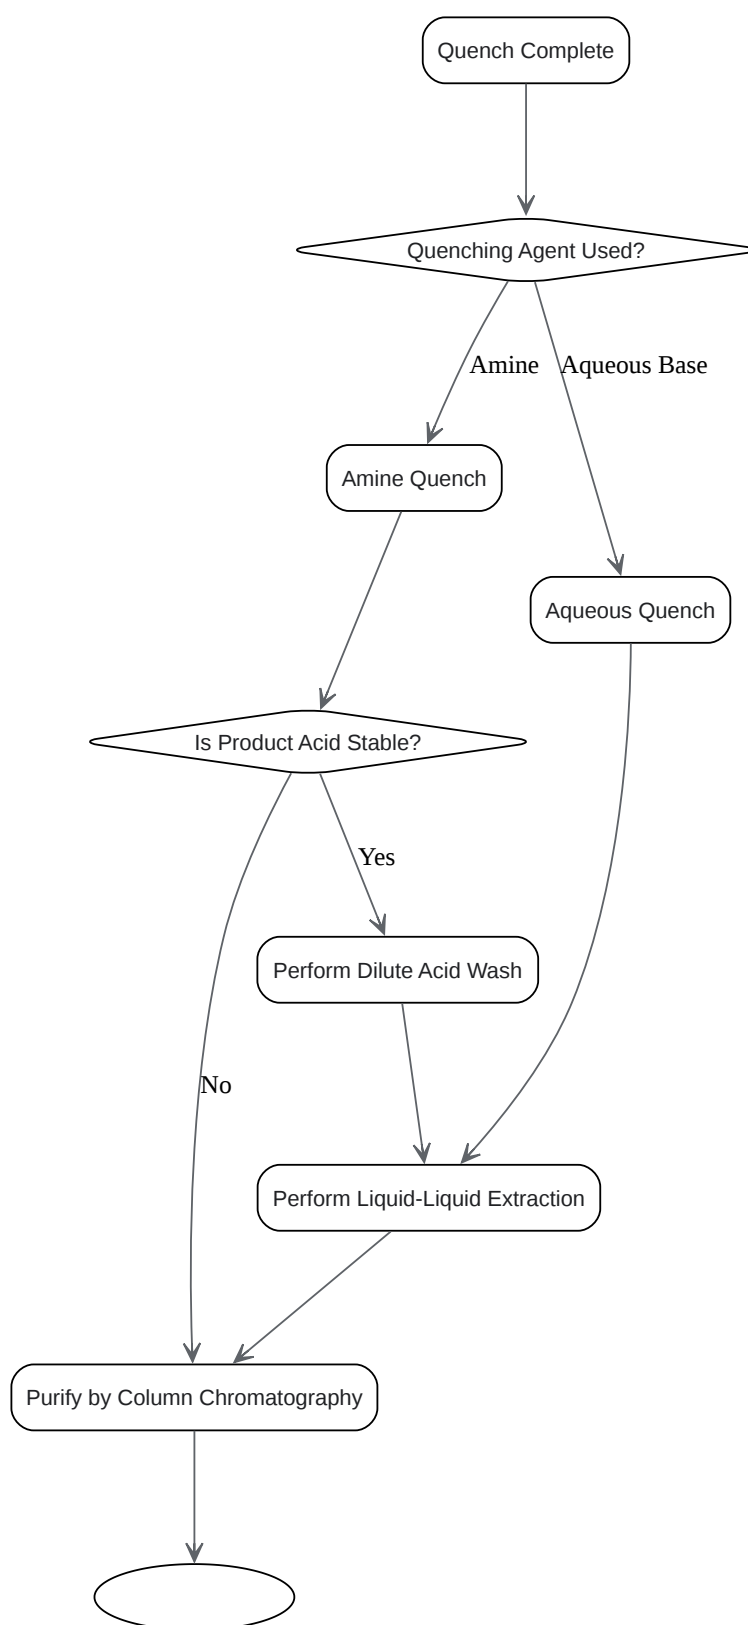 Quench Complete
Quenching Agent Used?
Amine
Aqueous Base
Amine Quench
Aqueous Quench
Is Product Acid Stable?
Yes
Perform Dilute Acid Wash
No
Perform Liquid-Liquid Extraction
Purify by Column Chromatography